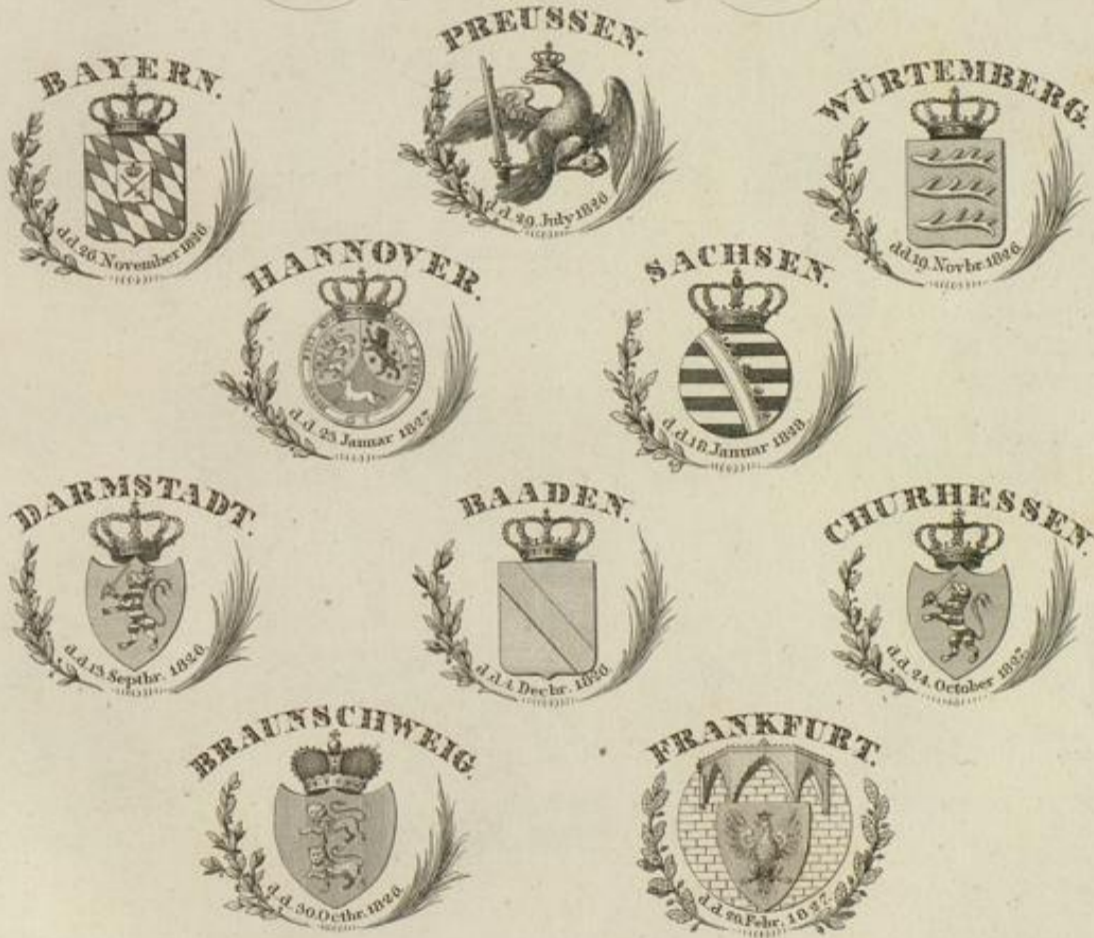 PREUSSEN.
d.d. 29. July 1826
BAYERN.
d.d. 26. November 1826
WÜRTEMBERG.
d.d. 19. Novbr. 1826.
HANNOVER.
d.d. 23 Januar 1827
SACHSEN.
d.d. 18. Januar 1828.
DARMSTADT.
d.d. 13. Septbr. 1826.
BAADEN.
d.d. 4. Decbr. 1826
CHURHESSEN.
d.d. 24. October 1827
BRAUNSCHWEIG.
d.d. 30. Octbr. 1826.
FRANKFURT.
d.d. 26. Febr. 1827.